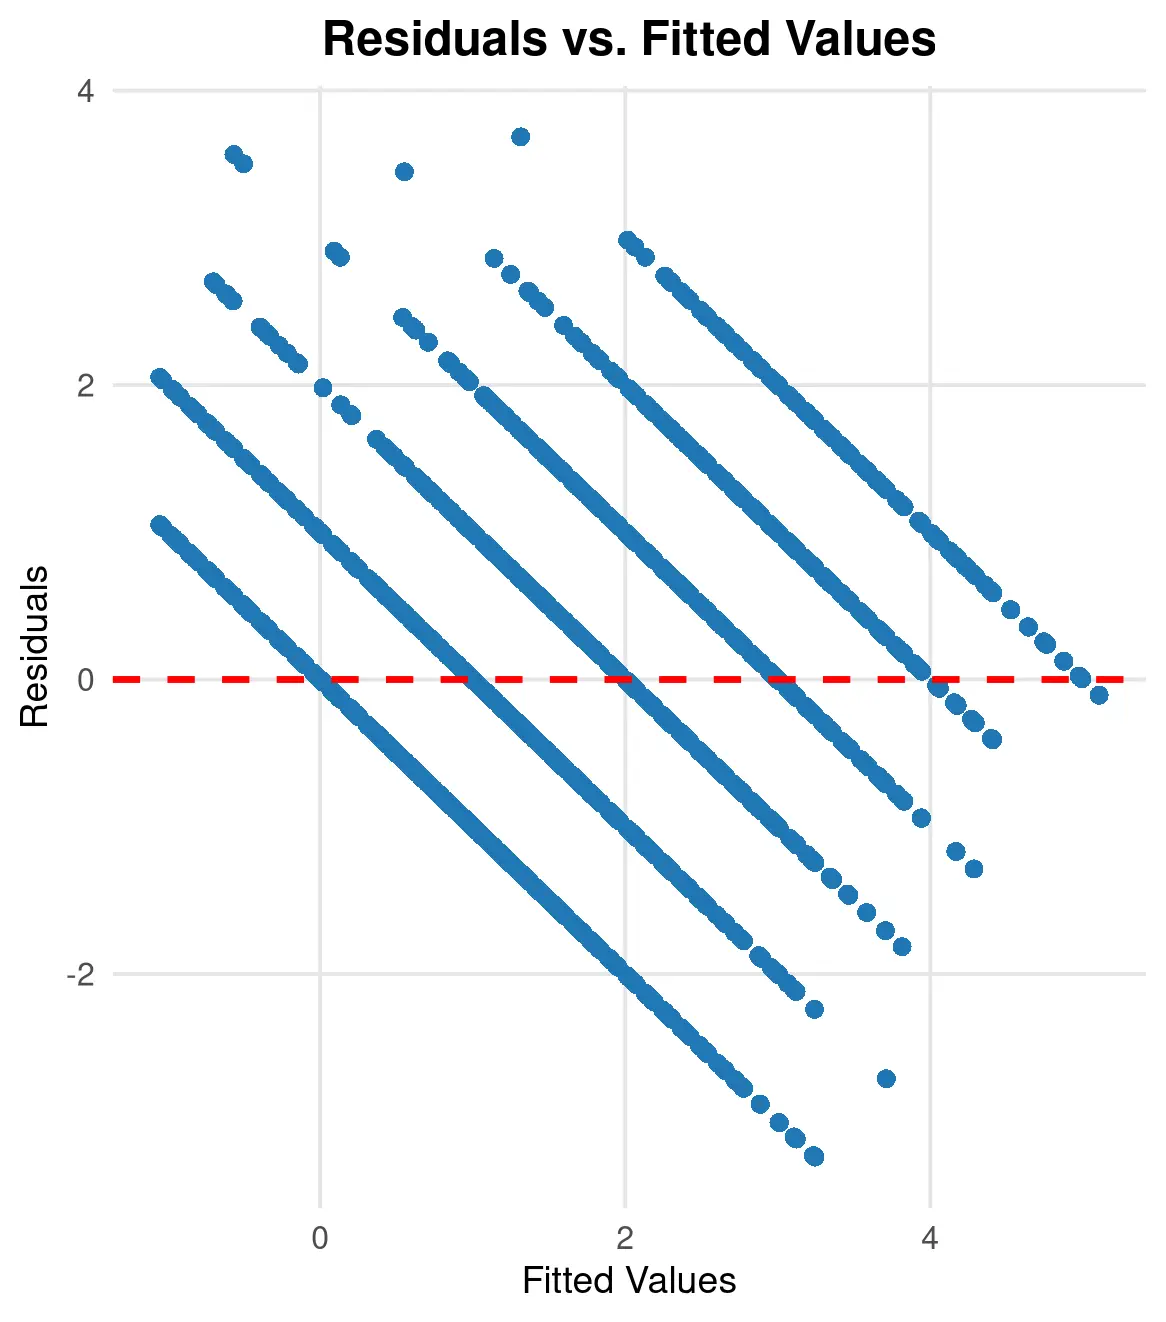 Residuals vs. Fitted Values
4
2
0
-2
Residuals
0 2 4
Fitted Values